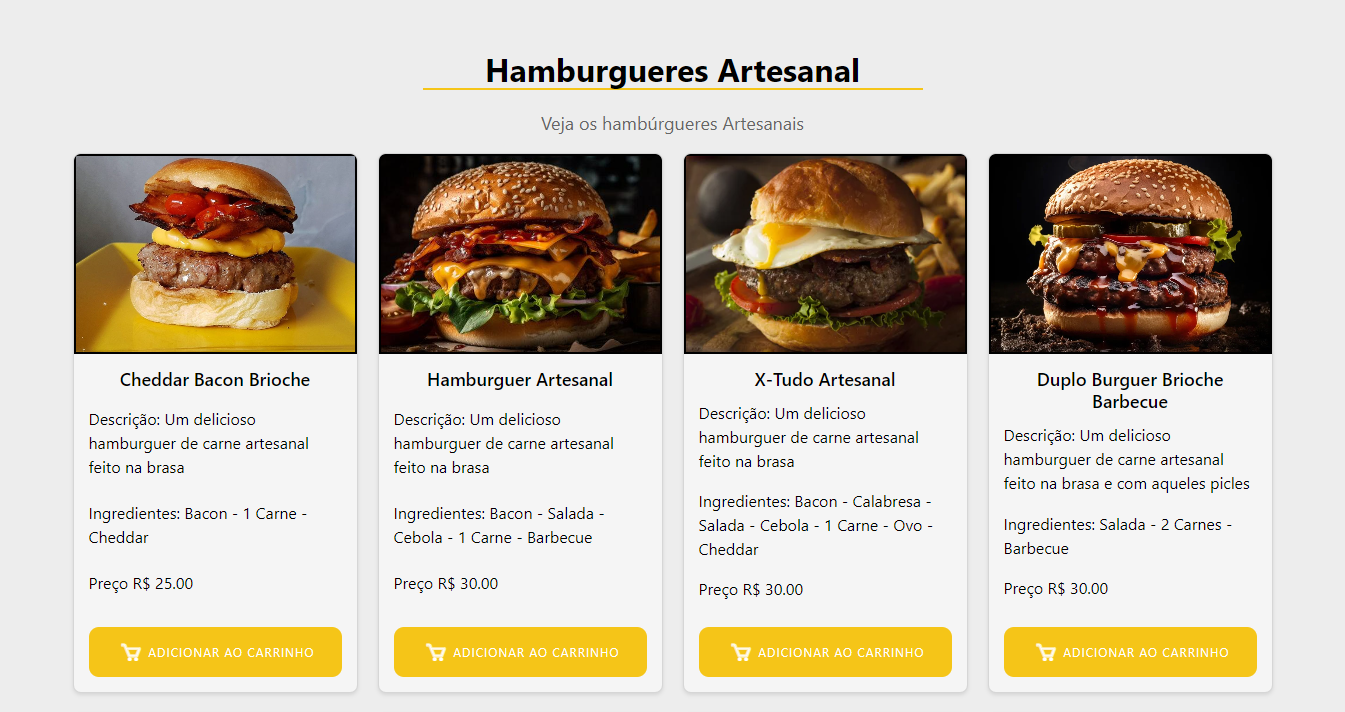 Hamburgueres Artesanal
Veja os hambúrgueres Artesanais
Cheddar Bacon Brioche
Descrição: Um delicioso
hamburguer de carne artesanal
feito na brasa
Ingredientes: Bacon - 1 Carne -
Cheddar
Preço R$ 25.00
ADICIONAR AO CARRINHO
Hamburguer Artesanal
Descrição: Um delicioso
hamburguer de carne artesanal
feito na brasa
Ingredientes: Bacon - Salada -
Cebola - 1 Carne - Barbecue
Preço R$ 30.00
ADICIONAR AO CARRINHO
X-Tudo Artesanal
Descrição: Um delicioso
hamburguer de carne artesanal
feito na brasa
Ingredientes: Bacon - Calabresa -
Salada - Cebola - 1 Carne - Ovo -
Cheddar
Preço R$ 30.00
ADICIONAR AO CARRINHO
Duplo Burguer Brioche
Barbecue
Descrição: Um delicioso
hamburguer de carne artesanal
feito na brasa e com aqueles picles
Ingredientes: Salada - 2 Carnes -
Barbecue
Preço R$ 30.00
ADICIONAR AO CARRINHO